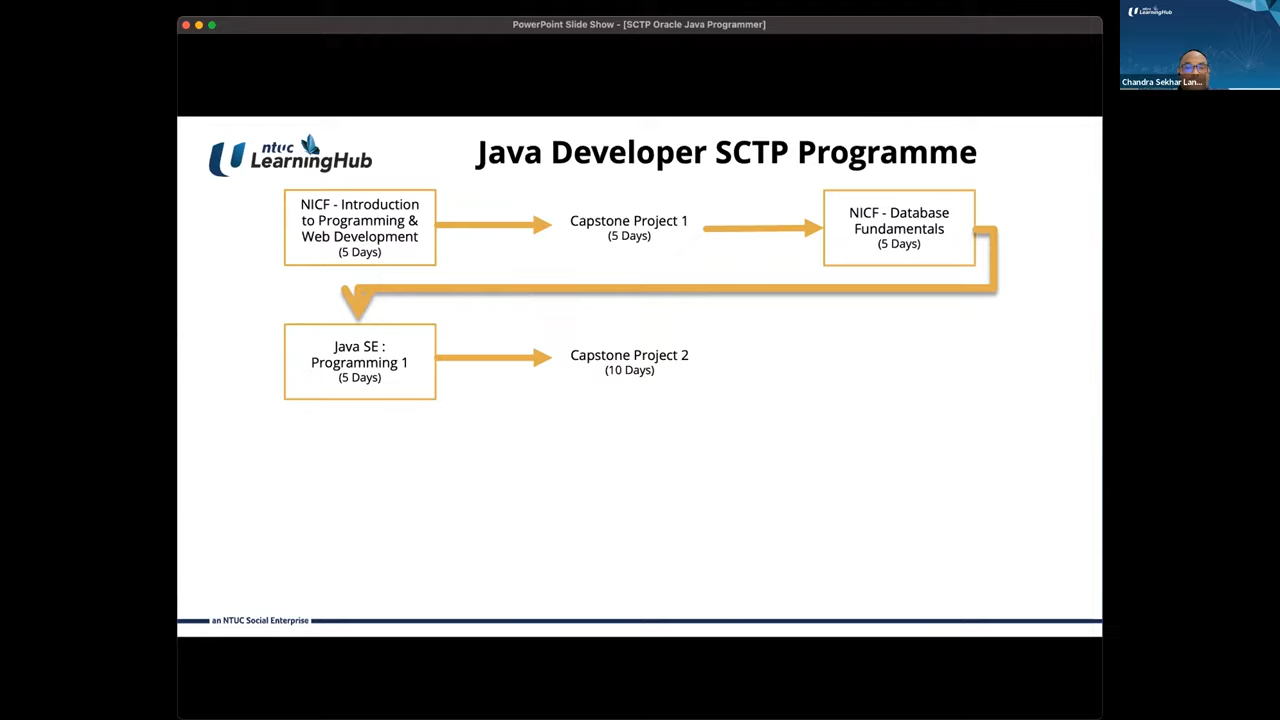 PowerPoint Slide Show - [SCTP Oracle Java Programmer]
ntuc
LearningHub
Chandra Sekhar Lan...
ntuc
LearningHub
Java Developer SCTP Programme
NICF - Introduction
to Programming &
Web Development
(5 Days)
Capstone Project 1
(5 Days)
NICF - Database
Fundamentals
(5 Days)
Java SE :
Programming 1
(5 Days)
Capstone Project 2
(10 Days)
an NTUC Social Enterprise